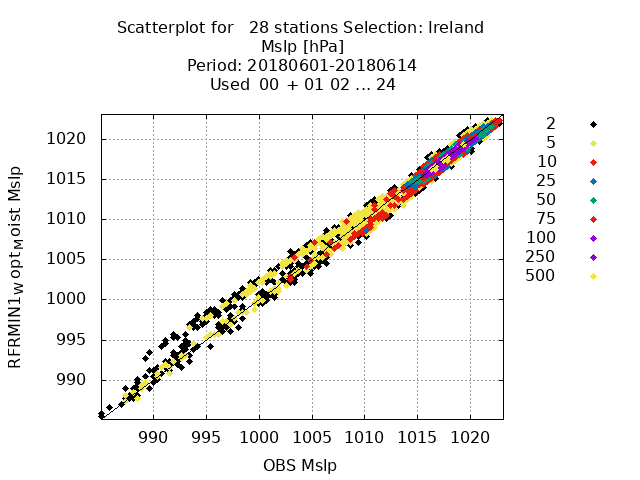 Scatterplot for 28 stations Selection: Ireland
Mslp [hPa]
Period: 20180601-20180614
Used 00 + 01 02 ... 24
RFRMIN1W optMoist Mslp
1020
1015
1010
1005
1000
995
990
990 995 1000 1005 1010 1015 1020
OBS Mslp
2
5
10
25
50
75
100
250
500